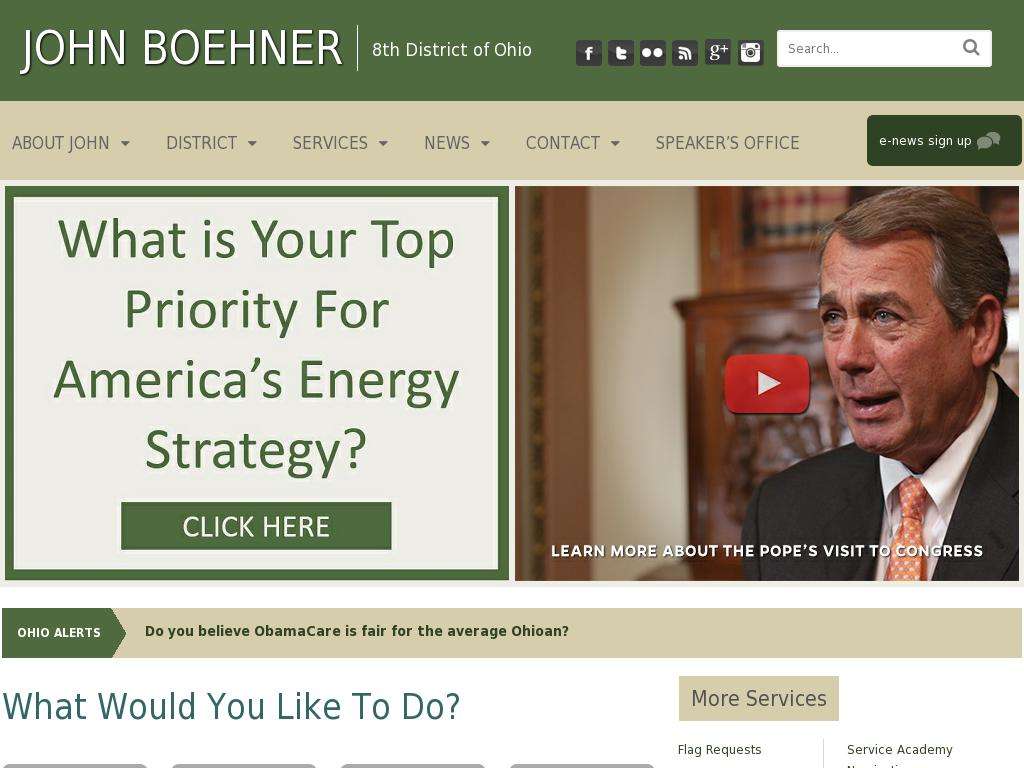 JOHN BOEHNER
8th District of Ohio
f
t
g+
Search...
ABOUT JOHN
DISTRICT
SERVICES
NEWS
CONTACT
SPEAKER'S OFFICE
e-news sign up
What is Your Top
Priority For
America's Energy
Strategy?
CLICK HERE
LEARN MORE ABOUT THE POPE'S VISIT TO CONGRESS
OHIO ALERTS
Do you believe ObamaCare is fair for the average Ohioan?
What Would You Like To Do?
More Services
Flag Requests
Service Academy